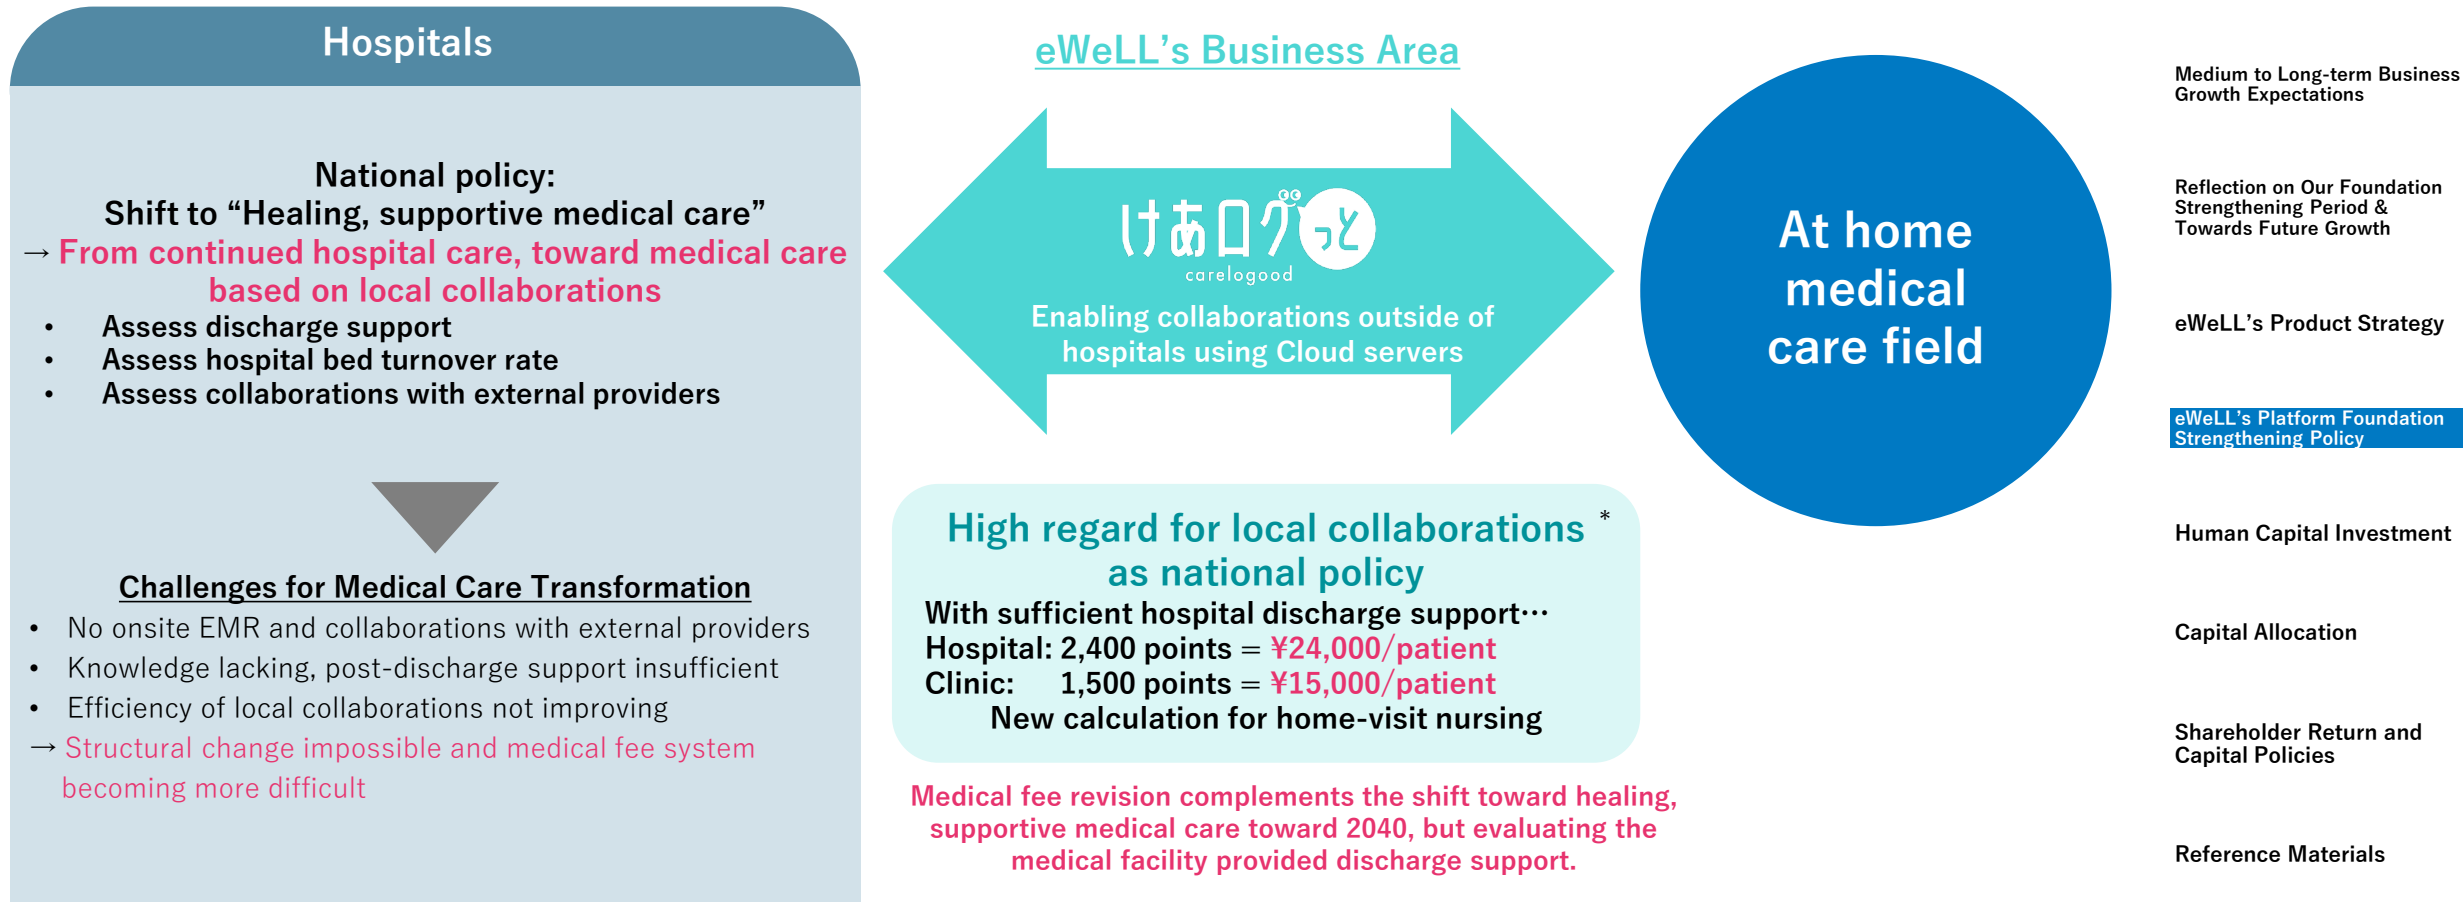 Hospitals
National policy:
Shift to “Healing, supportive medical care”
→ From continued hospital care, toward medical care
based on local collaborations
• Assess discharge support
• Assess hospital bed turnover rate
• Assess collaborations with external providers
Challenges for Medical Care Transformation
• No onsite EMR and collaborations with external providers
• Knowledge lacking, post-discharge support insufficient
• Efficiency of local collaborations not improving
→ Structural change impossible and medical fee system
becoming more difficult
eWeLL’s Business Area
けあログっと
carelogood
Enabling collaborations outside of
hospitals using Cloud servers
High regard for local collaborations *
as national policy
With sufficient hospital discharge support…
Hospital: 2,400 points = ¥24,000/patient
Clinic: 1,500 points = ¥15,000/patient
New calculation for home-visit nursing
Medical fee revision complements the shift toward healing,
supportive medical care toward 2040, but evaluating the
medical facility provided discharge support.
At home
medical
care field
Medium to Long-term Business
Growth Expectations
Reflection on Our Foundation
Strengthening Period &
Towards Future Growth
eWeLL’s Product Strategy
eWeLL’s Platform Foundation
Strengthening Policy
Human Capital Investment
Capital Allocation
Shareholder Return and
Capital Policies
Reference Materials